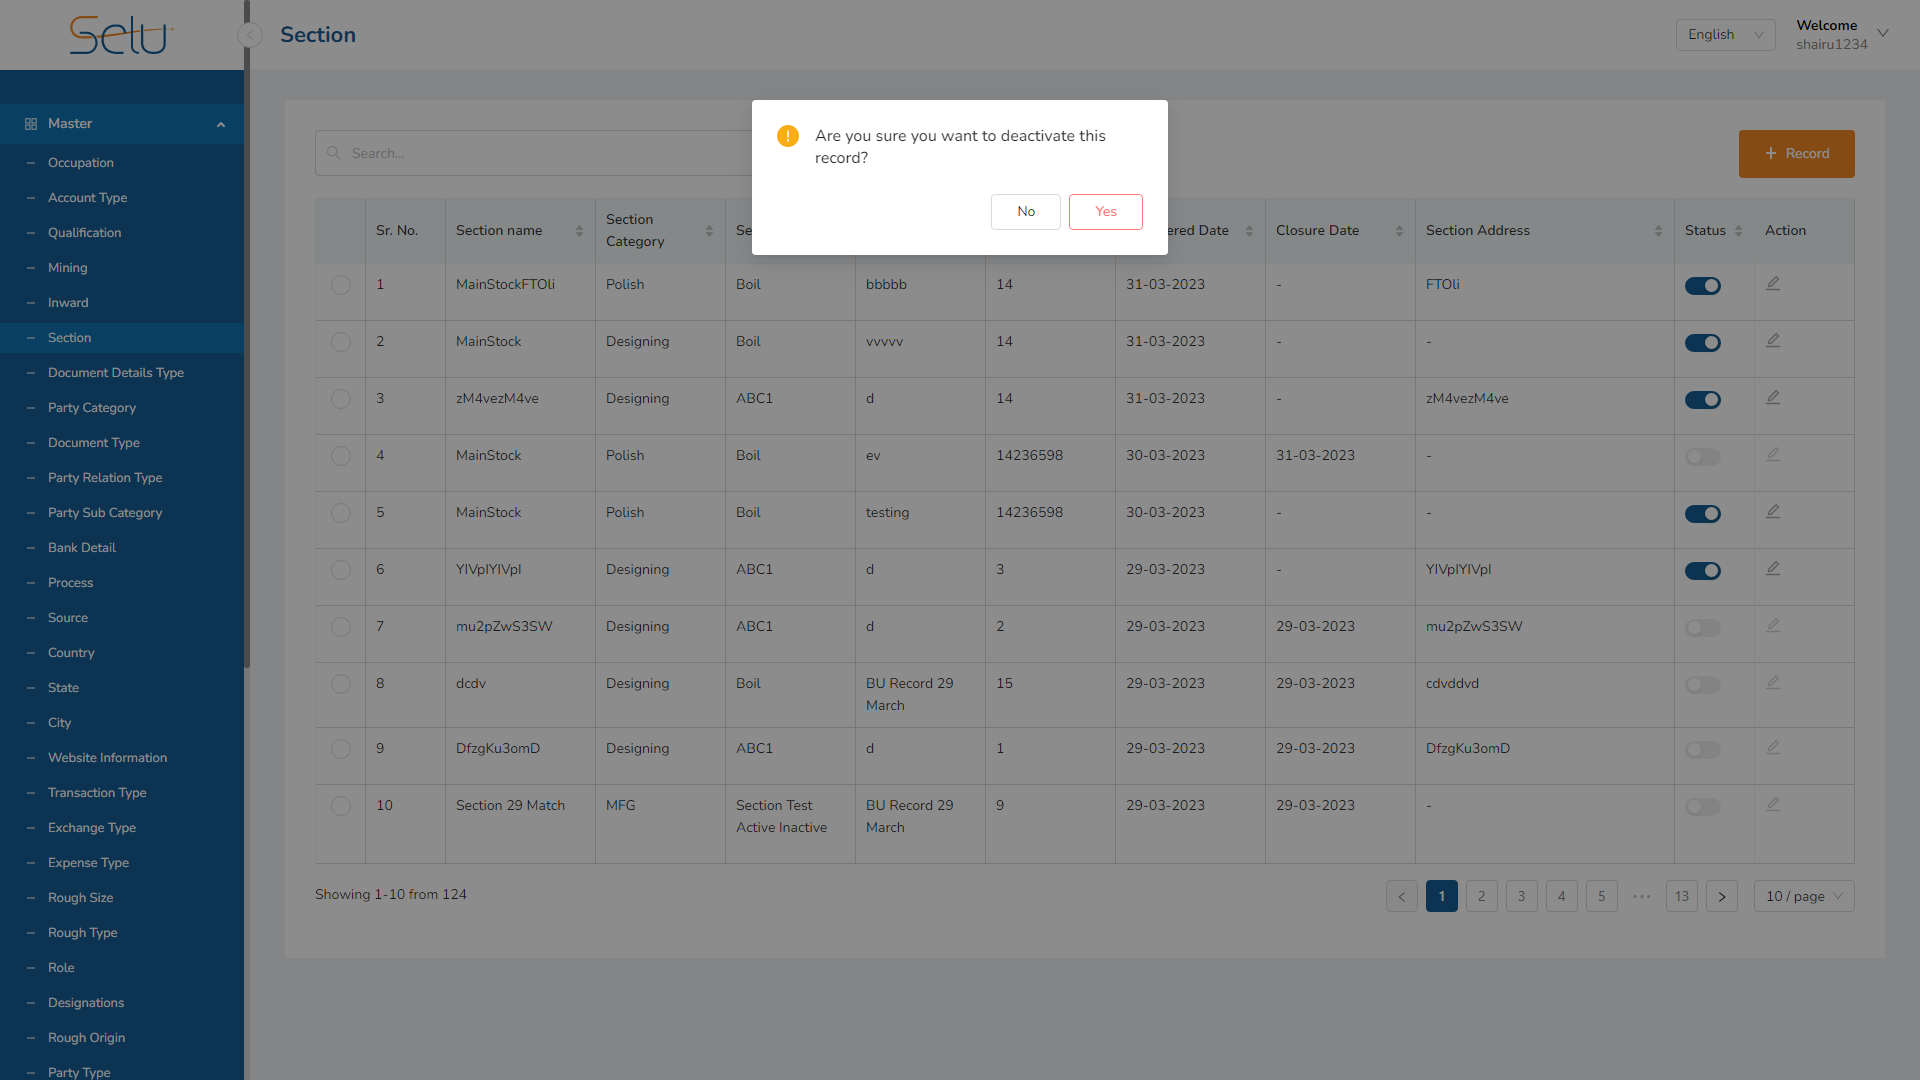 Selu
Section
English
Welcome
shairu1234
Master
Occupation
Account Type
Qualification
Mining
Inward
Section
Document Details Type
Party Category
Document Type
Party Relation Type
Party Sub Category
Bank Detail
Process
Source
Country
State
City
Website Information
Transaction Type
Exchange Type
Expense Type
Rough Size
Rough Type
Role
Designations
Rough Origin
Party Type
Are you sure you want to deactivate this
record?
No
Yes
Search...
+ Record
Sr. No. Section name Section Category Se ered Date Closure Date Section Address Status Action
1 MainStockFTOli Polish Boil bbbbb 14 31-03-2023 - FTOli
2 MainStock Designing Boil vvvvv 14 31-03-2023 - -
3 zM4vezM4ve Designing ABC1 d 14 31-03-2023 - zM4vezM4ve
4 MainStock Polish Boil ev 14236598 30-03-2023 31-03-2023 -
5 MainStock Polish Boil testing 14236598 30-03-2023 - -
6 YIVpIYIVpI Designing ABC1 d 3 29-03-2023 - YIVpIYIVpI
7 mu2pZwS3SW Designing ABC1 d 2 29-03-2023 29-03-2023 mu2pZwS3SW
8 dcdv Designing Boil BU Record 29 March 15 29-03-2023 29-03-2023 cdvddvd
9 DfzgKu3omD Designing ABC1 d 1 29-03-2023 29-03-2023 DfzgKu3omD
10 Section 29 Match MFG Section Test Active Inactive BU Record 29 March 9 29-03-2023 29-03-2023 -
Showing 1-10 from 124
< 1 2 3 4 5 ••• 13 > 10 / page